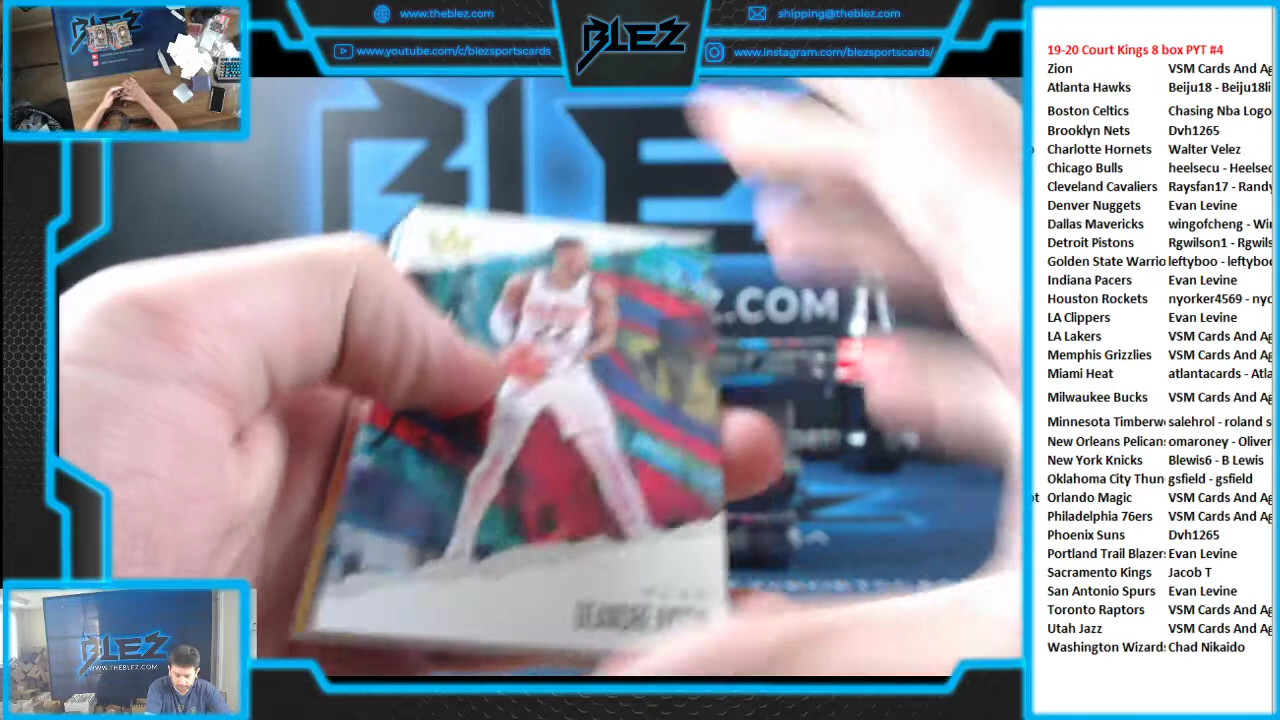 www.theblez.com
www.youtube.com/c/blezsportscards
BLEZ
shipping@theblez.com
www.instagram.com/blezsportscards/
Z.COM
BLEZ
WWW.THEBLEZ.COM
19-20 Court Kings 8 box PYT #4
Zion VSM Cards And Ag
Atlanta Hawks Beiju18 - Beiju18li
Boston Celtics Chasing Nba Logo
Brooklyn Nets Dvh1265
Charlotte Hornets Walter Velez
Chicago Bulls heelsecu - Heelsec
Cleveland Cavaliers Raysfan17 - Randy
Denver Nuggets Evan Levine
Dallas Mavericks wingofcheng - Win
Detroit Pistons Rgwilson1 - Rgwils
Golden State Warrio leftyboo - leftyboo
Indiana Pacers Evan Levine
Houston Rockets nyorker4569 - nyo
LA Clippers Evan Levine
LA Lakers VSM Cards And Ag
Memphis Grizzlies VSM Cards And Ag
Miami Heat atlantacards - Atla
Milwaukee Bucks VSM Cards And Ag
Minnesota Timberw salehrol - roland s
New Orleans Pelican omaroney - Oliver
New York Knicks Blewis6 - B Lewis
Oklahoma City Thun gsfield - gsfield
Orlando Magic VSM Cards And Ag
Philadelphia 76ers VSM Cards And Ag
Phoenix Suns Dvh1265
Portland Trail Blazer Evan Levine
Sacramento Kings Jacob T
San Antonio Spurs Evan Levine
Toronto Raptors VSM Cards And Ag
Utah Jazz VSM Cards And Ag
Washington Wizard Chad Nikaido